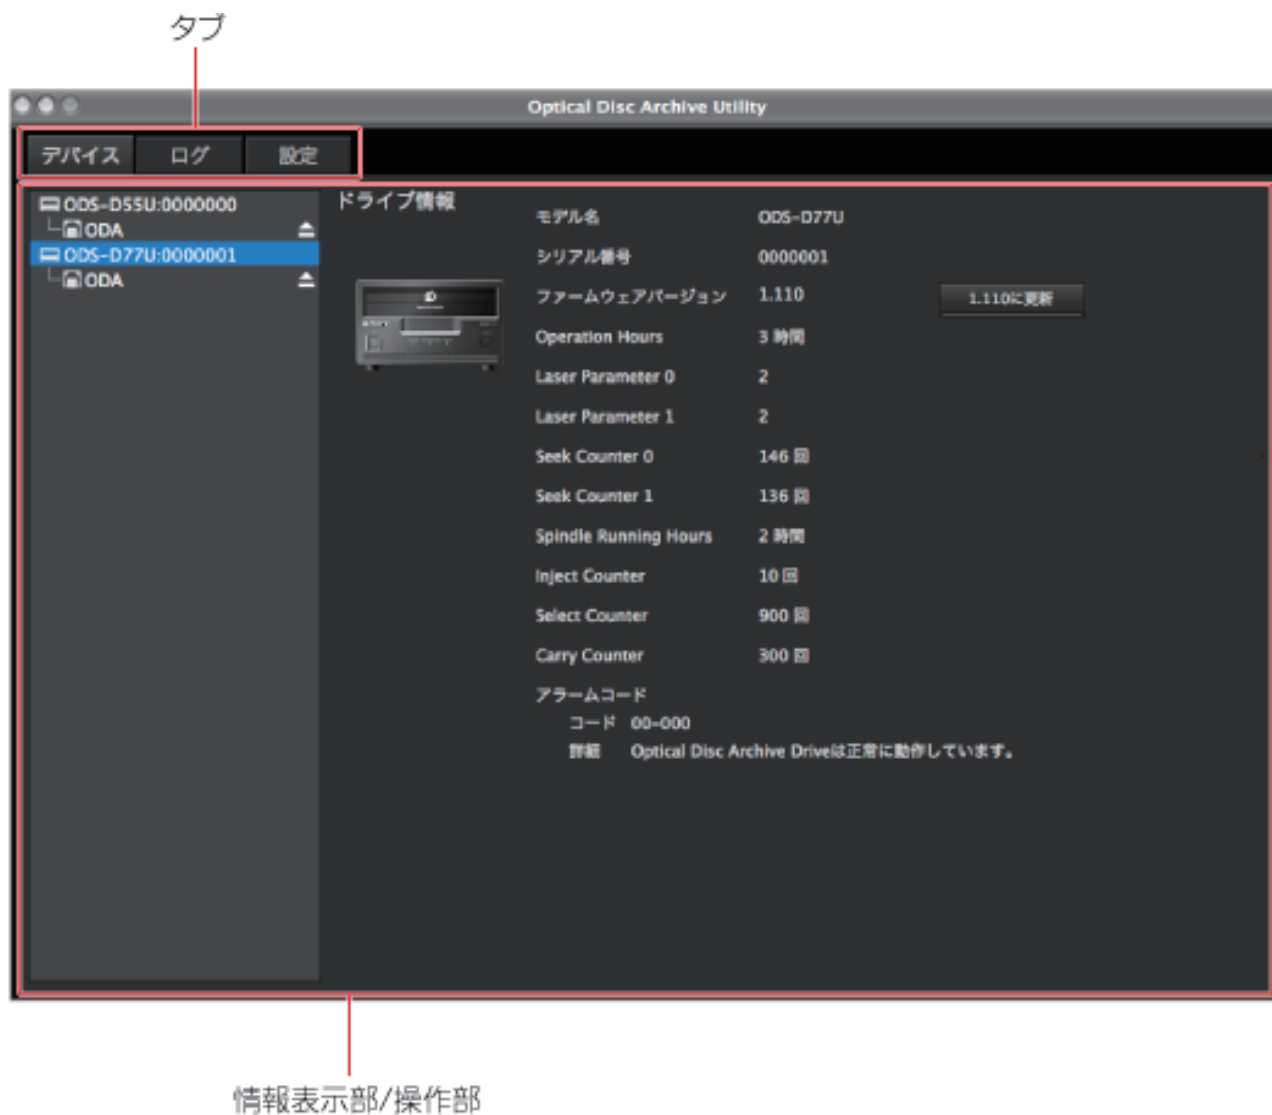 タブ
Optical Disc Archive Utility
デバイス ログ 設定
ODS-D55U:0000000
ODA
ODS-D77U:0000001
ODA
ドライブ情報
モデル名 ODS-D77U
シリアル番号 0000001
ファームウェアバージョン 1.110 1.110に更新
Operation Hours 3 時間
Laser Parameter 0 2
Laser Parameter 1 2
Seek Counter 0 146 回
Seek Counter 1 136 回
Spindle Running Hours 2 時間
Inject Counter 10 回
Select Counter 900 回
Carry Counter 300 回
アラームコード
コード 00-000
詳細 Optical Disc Archive Driveは正常に動作しています。
情報表示部/操作部